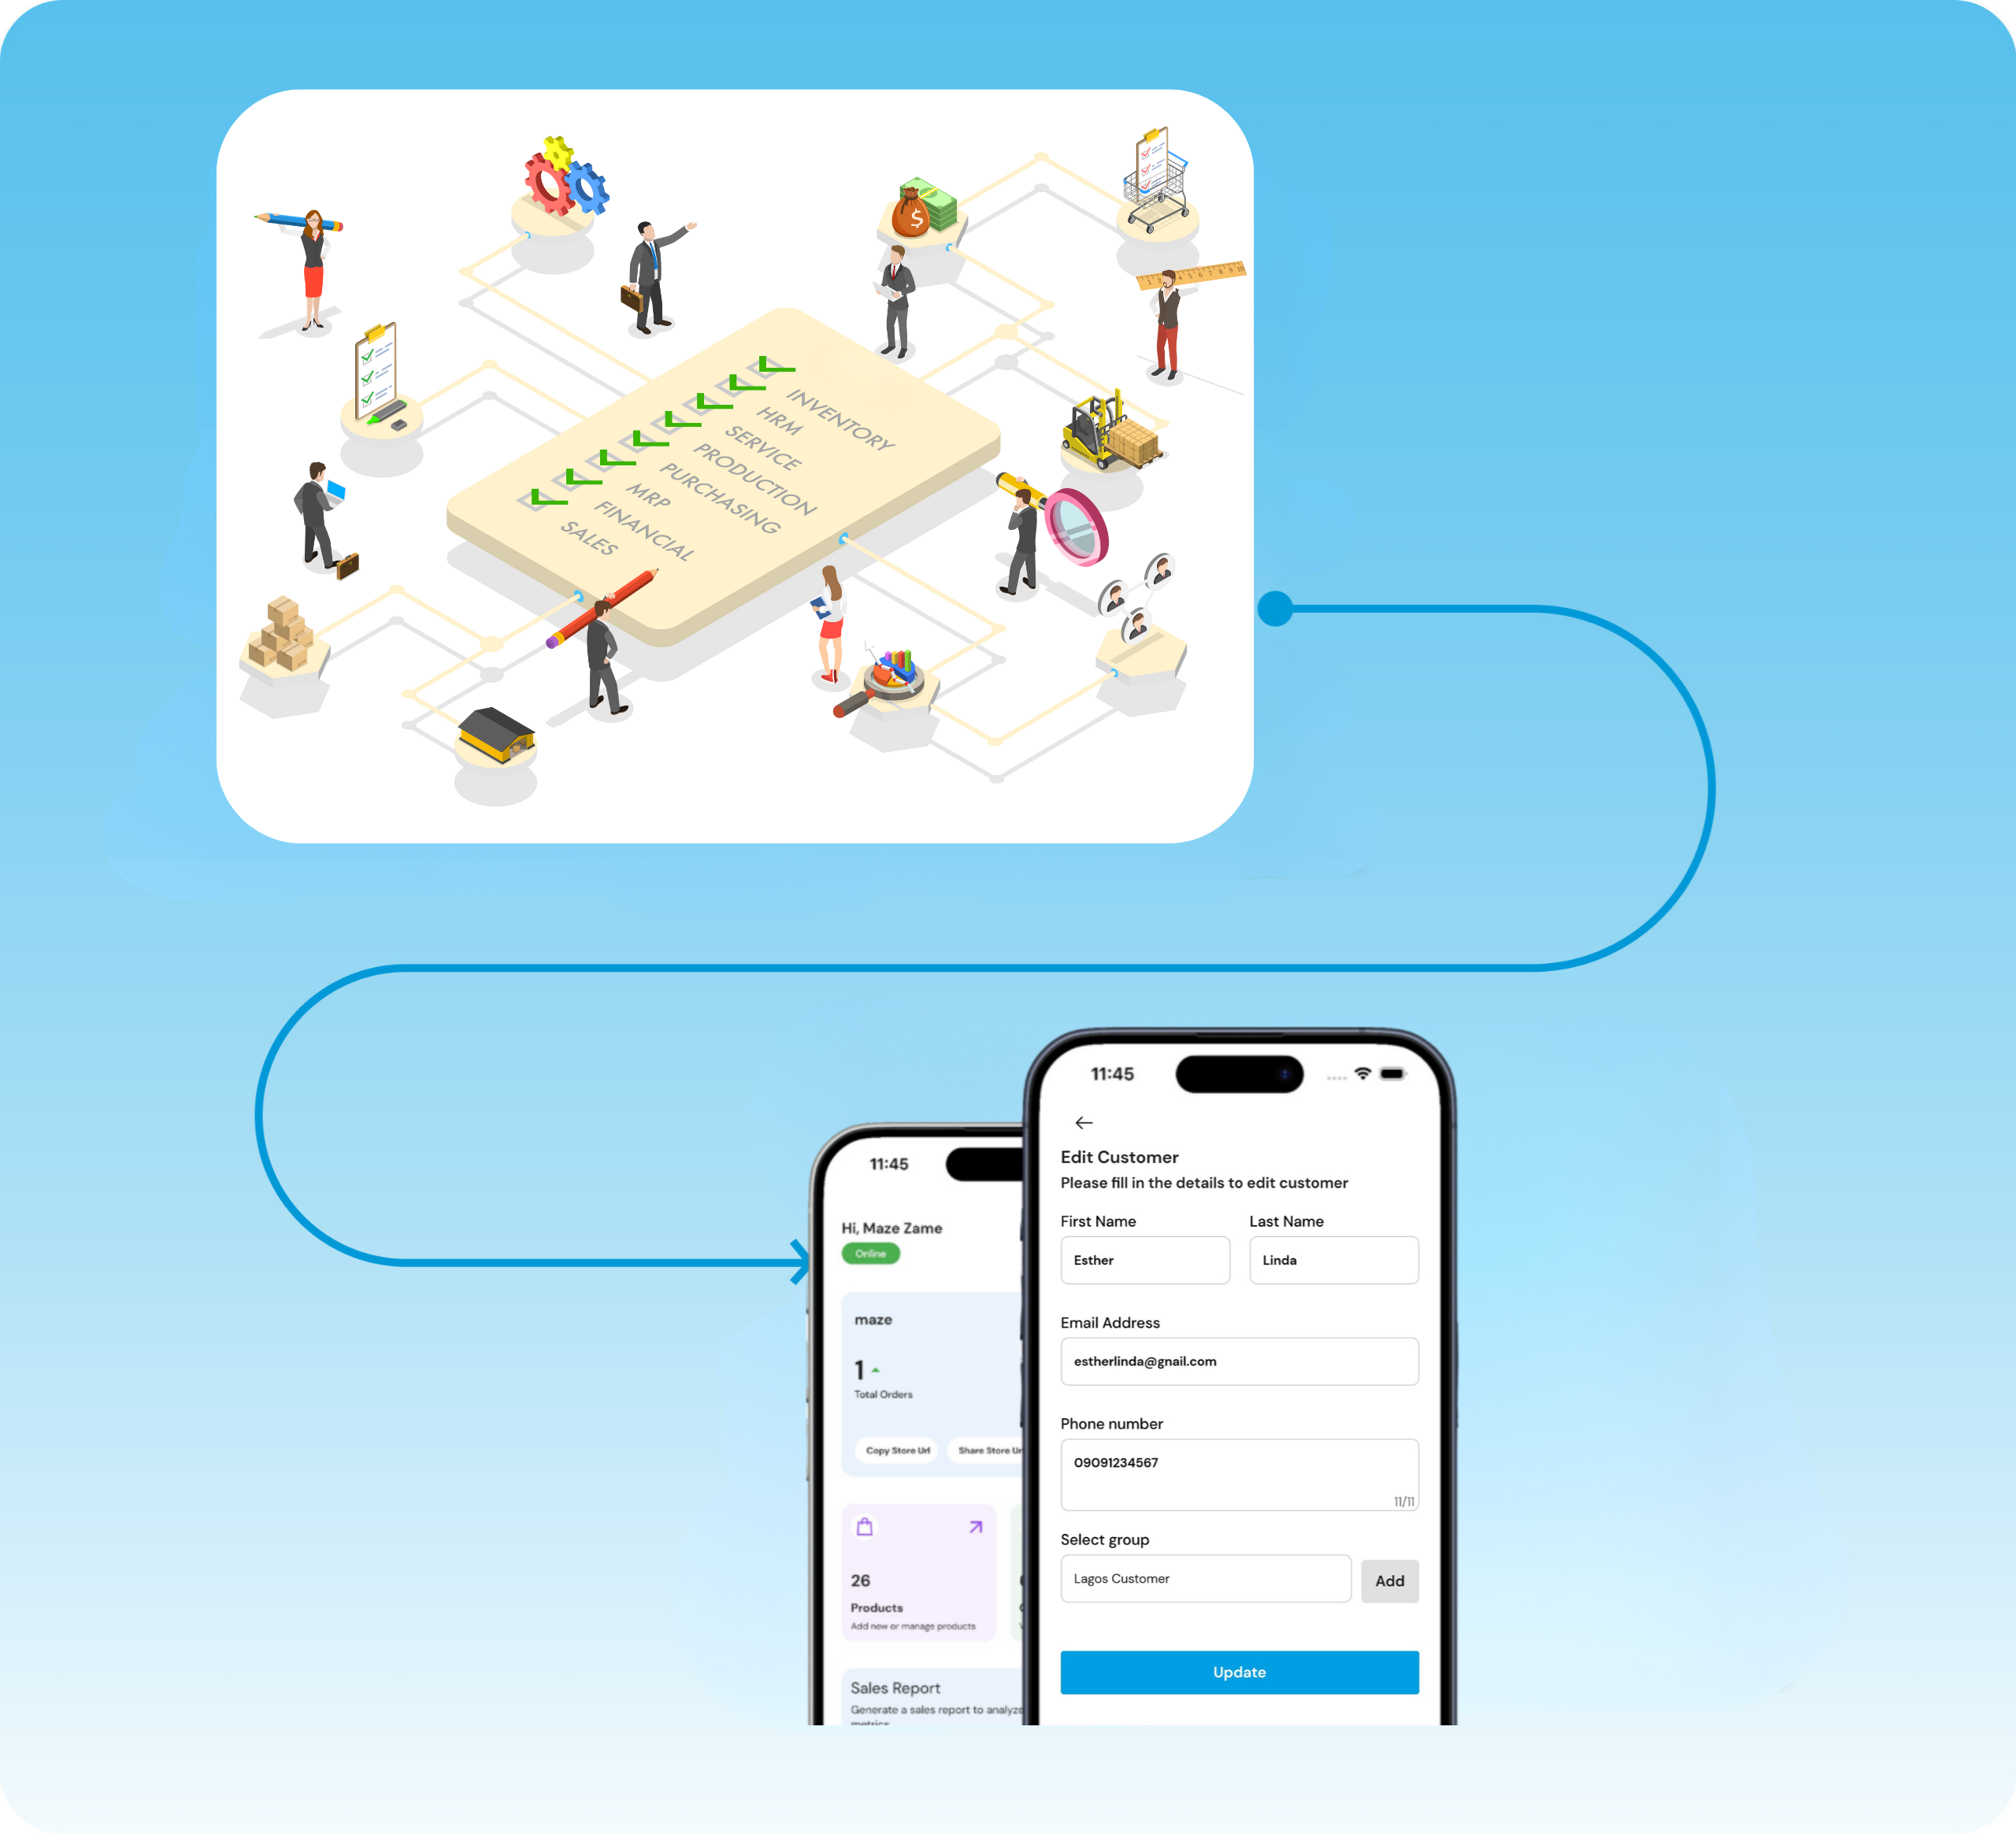 INVENTORY
HRM
SERVICE
PRODUCTION
PURCHASING
MRP
FINANCIAL
SALES
11:45
Hi, Maze Zame
Online
maze
1
Total Orders
Copy Store Url
Share Store Ur
26
Products
Add new or manage products
Sales Report
Generate a sales report to analyze
metrics
11:45
Edit Customer
Please fill in the details to edit customer
First Name
Last Name
Esther
Linda
Email Address
estherlinda@gnail.com
Phone number
09091234567
11/11
Select group
Lagos Customer
Add
Update